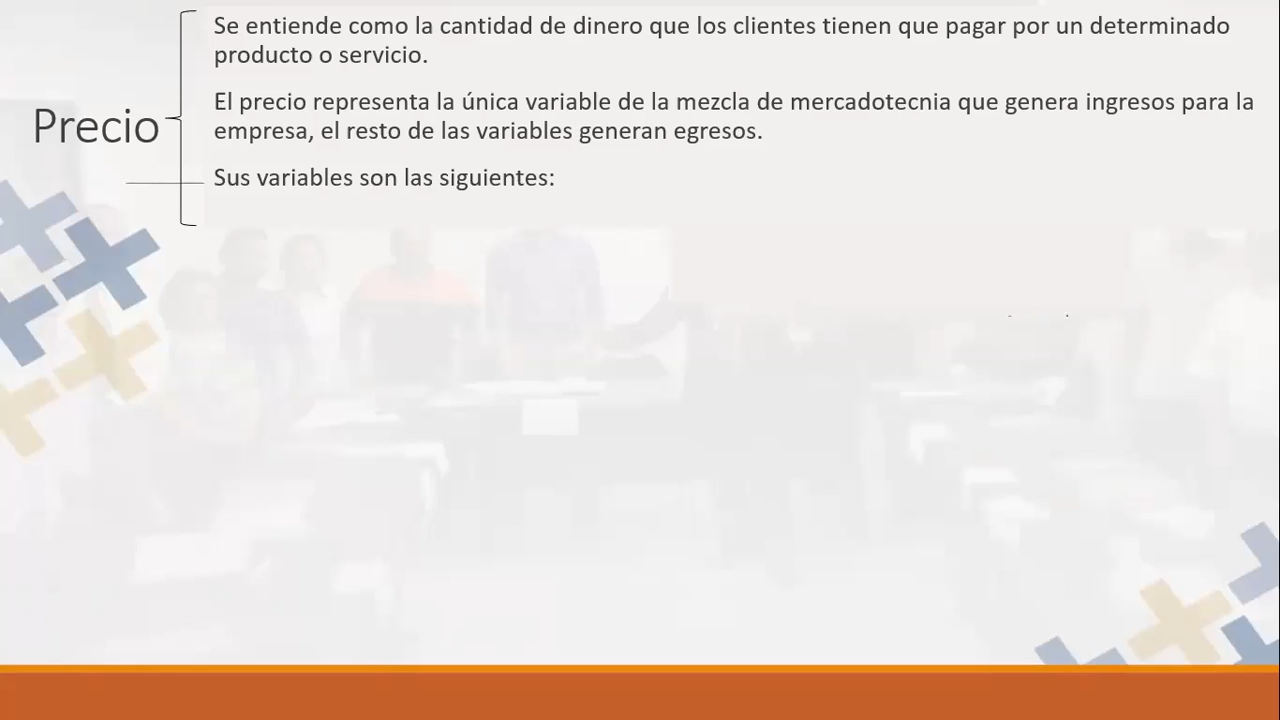 Precio
Se entiende como la cantidad de dinero que los clientes tienen que pagar por un determinado
producto o servicio.
El precio representa la única variable de la mezcla de mercadotecnia que genera ingresos para la
empresa, el resto de las variables generan egresos.
Sus variables son las siguientes: